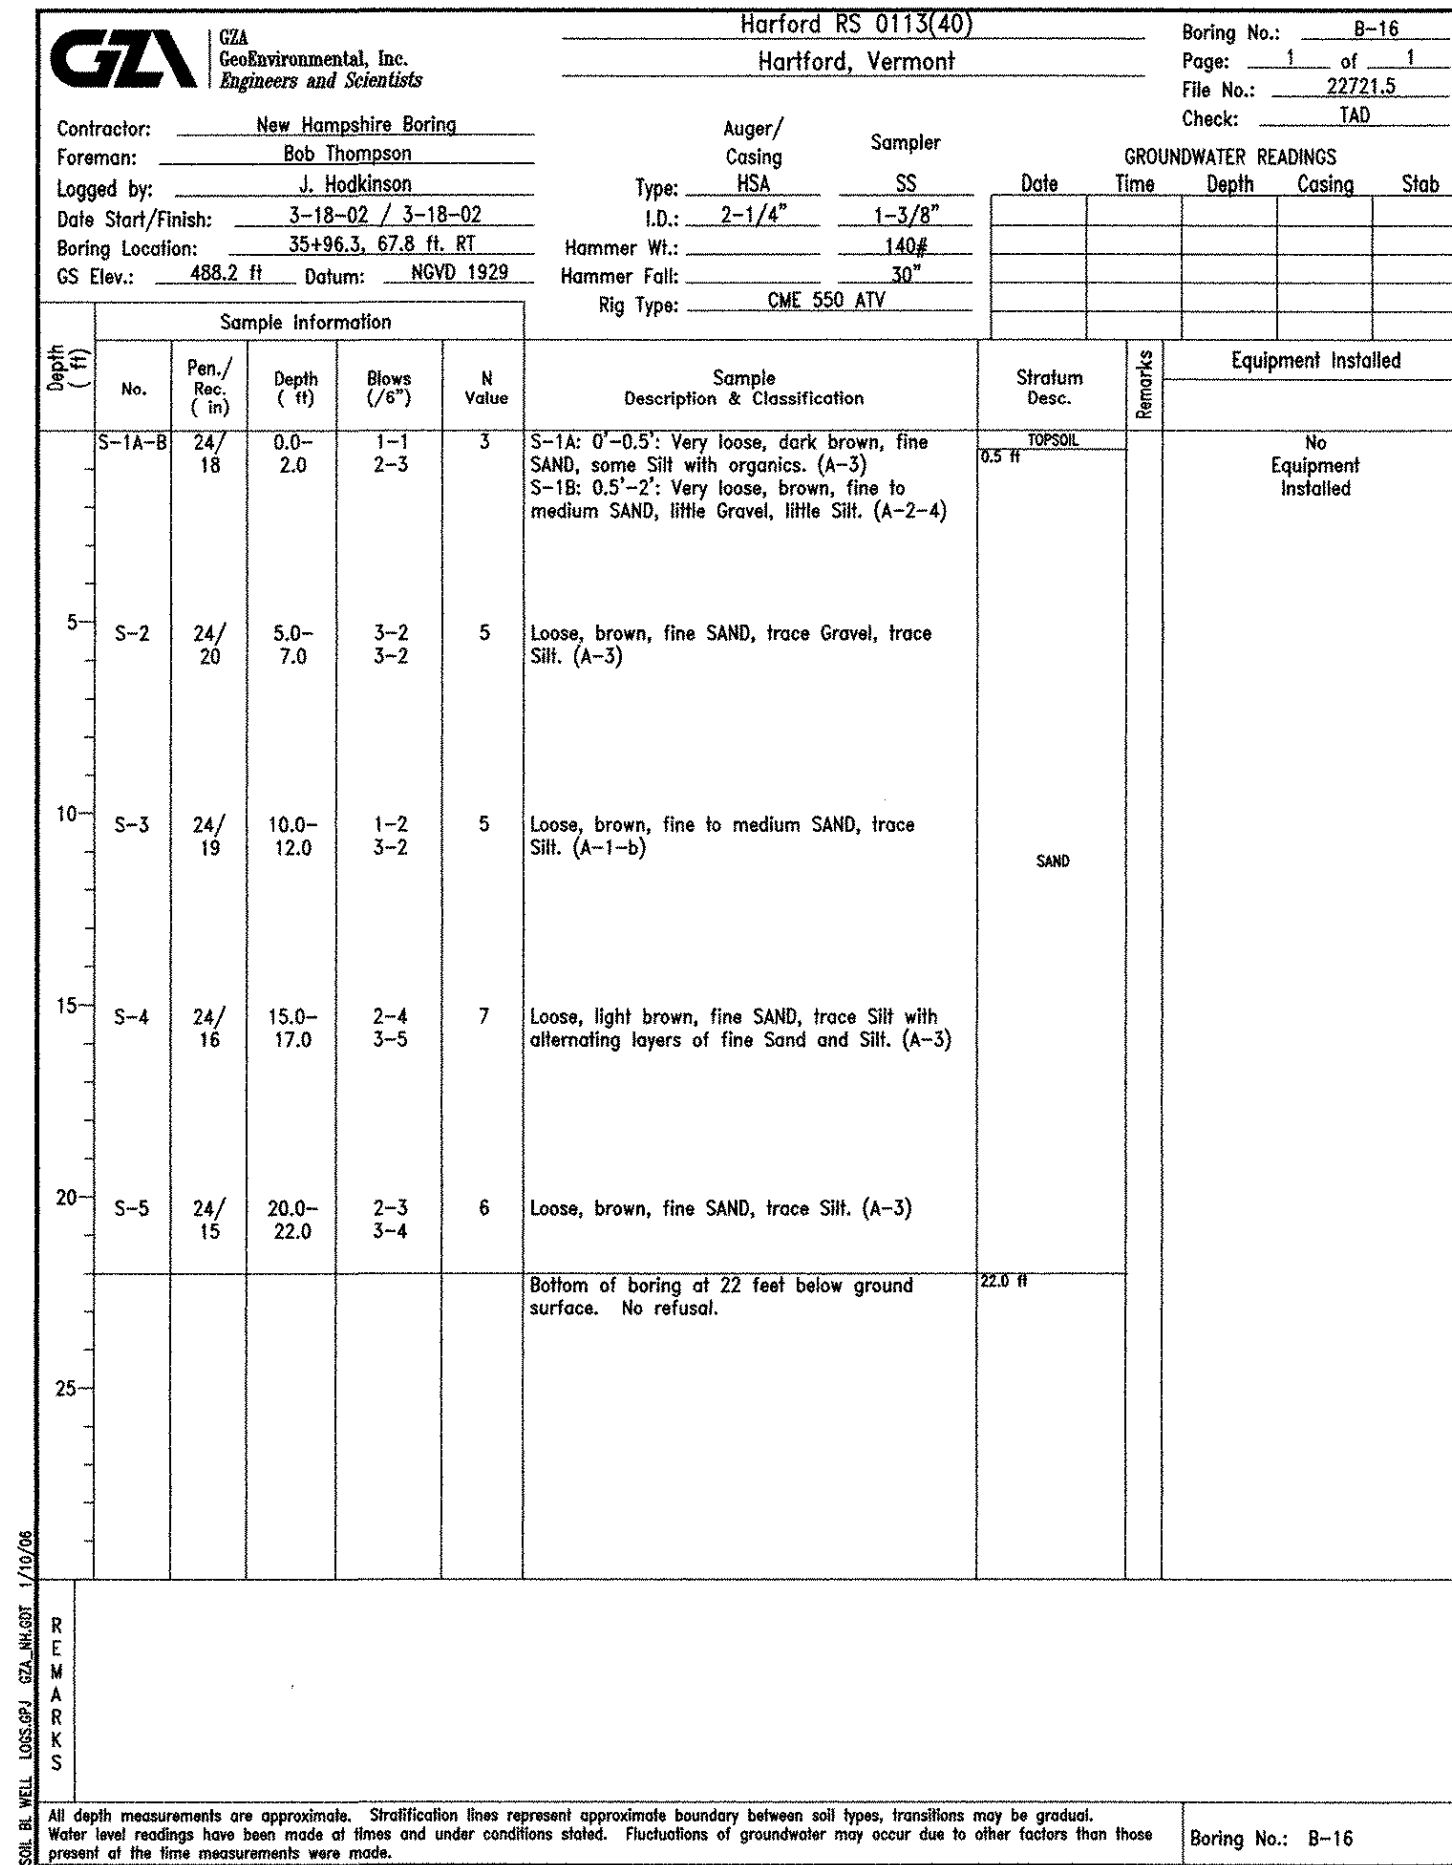 GZA
GZA
GeoEnvironmental, Inc.
Engineers and Scientists
Harford RS 0113(40)
Hartford, Vermont
Boring No.: B-16
Page: 1 of 1
File No.: 22721.5
Check: TAD
Contractor: New Hampshire Boring
Foreman: Bob Thompson
Logged by: J. Hodkinson
Date Start/Finish: 3-18-02 / 3-18-02
Boring Location: 35+96.3, 67.8 ft. RT
GS Elev.: 488.2 ft Datum: NGVD 1929
Auger/
Casing Sampler
Type: HSA SS
I.D.: 2-1/4" 1-3/8"
Hammer Wt.: 140#
Hammer Fall: 30"
Rig Type: CME 550 ATV
GROUNDWATER READINGS
Date Time Depth Casing Stab
Depth
( ft)
Sample Information
No.
Pen./
Rec.
( in)
Depth
( ft)
Blows
(/6")
N
Value
Sample
Description & Classification
Stratum
Desc.
Remarks
Equipment Installed
S-1A-B 24/ 0.0- 1-1 3 S-1A: 0'-0.5': Very loose, dark brown, fine TOPSOIL No
18 2.0 2-3 SAND, some Silt with organics. (A-3) 0.5 ft Equipment
S-1B: 0.5'-2': Very loose, brown, fine to Installed
medium SAND, little Gravel, little Silt. (A-2-4)
5
S-2 24/ 5.0- 3-2 5 Loose, brown, fine SAND, trace Gravel, trace
20 7.0 3-2 Silt. (A-3)
10
S-3 24/ 10.0- 1-2 5 Loose, brown, fine to medium SAND, trace
19 12.0 3-2 Silt. (A-1-b)
SAND
15
S-4 24/ 15.0- 2-4 7 Loose, light brown, fine SAND, trace Silt with
16 17.0 3-5 alternating layers of fine Sand and Silt. (A-3)
20
S-5 24/ 20.0- 2-3 6 Loose, brown, fine SAND, trace Silt. (A-3)
15 22.0 3-4
Bottom of boring at 22 feet below ground 22.0 ft
surface. No refusal.
25
REMARKS
SOIL BL WELL LOGS.GPJ GZA_NH.GDT 1/10/06
All depth measurements are approximate. Stratification lines represent approximate boundary between soil types, transitions may be gradual.
Water level readings have been made at times and under conditions stated. Fluctuations of groundwater may occur due to other factors than those
present at the time measurements were made.
Boring No.: B-16